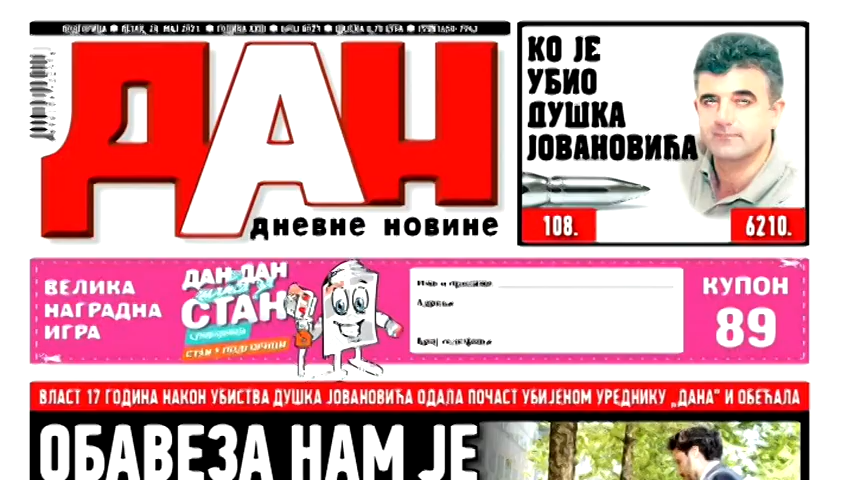 ДАН
дневне новине
КО ЈЕ
УБИО
ДУШКА
ЈОВАНОВИЋА
108.
6210.
ВЕЛИКА
НАГРАДНА
ИГРА
ДАН ДАН
СТАН
КУПОН
89
ВЛАСТ 17 ГОДИНА НАКОН УБИСТВА ДУШКА ЈОВАНОВИЋА ОДАЛА ПОЧАСТ УБИЈЕНОМ УРЕДНИКУ „ДАНА” И ОБЕЋАЛА
ОБАВЕЗА НАМ ЈЕ